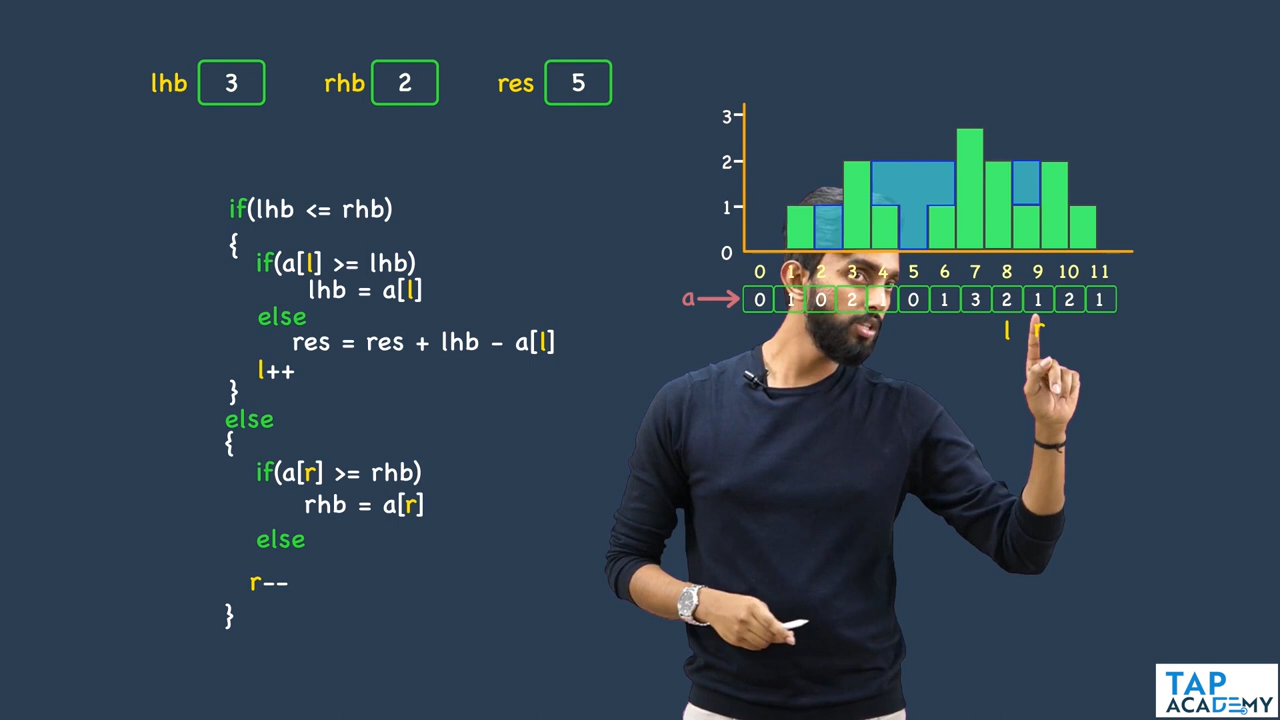 lhb 3 rhb 2 res 5
if(lhb <= rhb)
{
if(a[l] >= lhb)
lhb = a[l]
else
res = res + lhb - a[l]
l++
}
else
{
if(a[r] >= rhb)
rhb = a[r]
else
r--
}
3
2
1
0
0 1 2 3 4 5 6 7 8 9 10 11
a 0 1 0 2 1 0 1 3 2 1 2 1
l r
TAP
ACADEMY